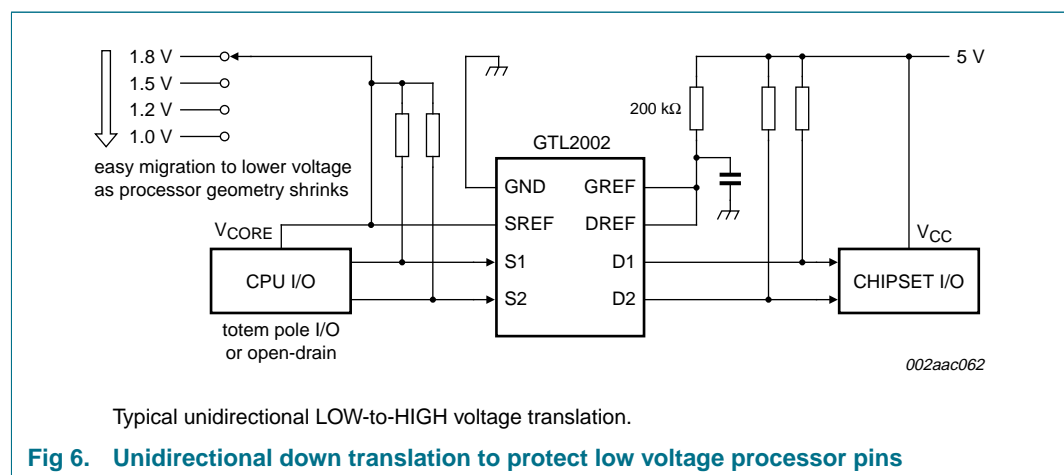 1.8 V
1.5 V
1.2 V
1.0 V
easy migration to lower voltage
as processor geometry shrinks
5 V
200 kΩ
GTL2002
GND
GREF
SREF
DREF
S1
D1
S2
D2
VCORE
CPU I/O
totem pole I/O
or open-drain
VCC
CHIPSET I/O
002aac062
Typical unidirectional LOW-to-HIGH voltage translation.
Fig 6. Unidirectional down translation to protect low voltage processor pins